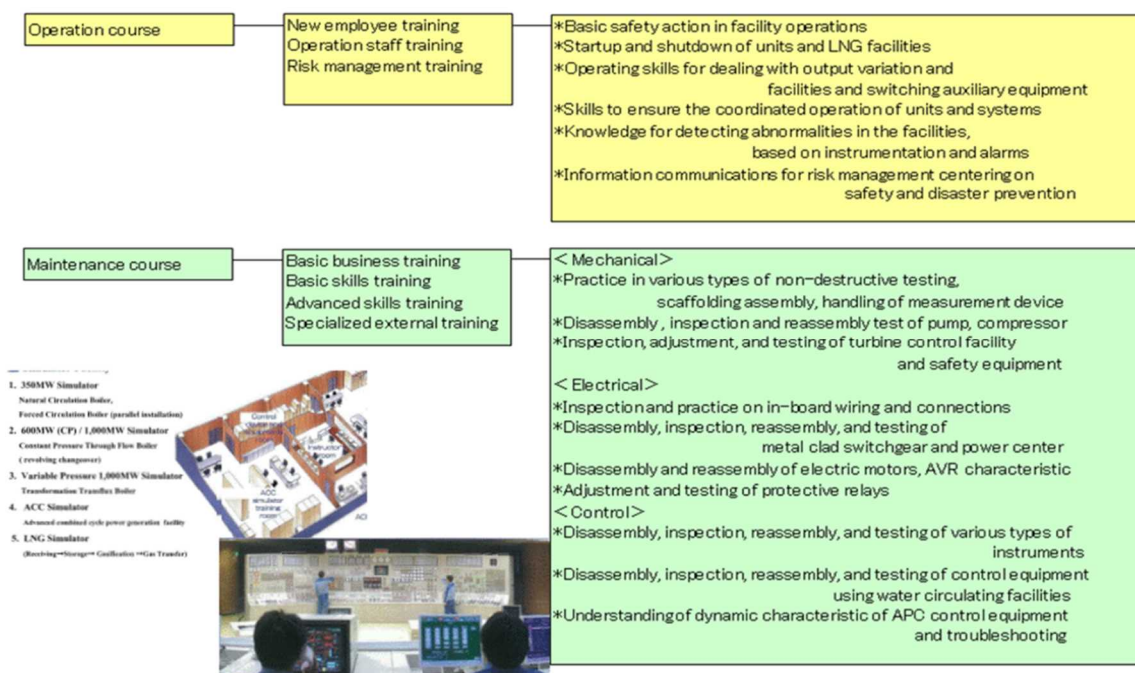 Operation course
New employee training
Operation staff training
Risk management training
*Basic safety action in facility operations
*Startup and shutdown of units and LNG facilities
*Operating skills for dealing with output variation and
facilities and switching auxiliary equipment
*Skills to ensure the coordinated operation of units and systems
*Knowledge for detecting abnormalities in the facilities,
based on instrumentation and alarms
*Information communications for risk management centering on
safety and disaster prevention
Maintenance course
Basic business training
Basic skills training
Advanced skills training
Specialized external training
<Mechanical>
*Practice in various types of non-destructive testing,
scaffolding assembly, handling of measurement device
*Disassembly , inspection and reassembly test of pump, compressor
*Inspection, adjustment, and testing of turbine control facility
and safety equipment
<Electrical>
*Inspection and practice on in-board wiring and connections
*Disassembly, inspection, reassembly, and testing of
metal clad switchgear and power center
*Disassembly and reassembly of electric motors, AVR characteristic
*Adjustment and testing of protective relays
<Control>
*Disassembly, inspection, reassembly, and testing of various types of
instruments
*Disassembly, inspection, reassembly, and testing of control equipment
using water circulating facilities
*Understanding of dynamic characteristic of APC control equipment
and troubleshooting
1. 350MW Simulator
Natural Circulation Boiler,
Forced Circulation Boiler (parallel installation)
2. 600MW (CP) / 1,000MW Simulator
Constant Pressure Through Flow Boiler
( revolving changeover)
3. Variable Pressure 1,000MW Simulator
Transformation Transflux Boiler
4. ACC Simulator
Advanced combined cycle power generation facility
5. LNG Simulator
(Receiving→Storage→ Gasification →Gas Transfer)
Control
room
Instructor
room
ACC
simulator
training
room